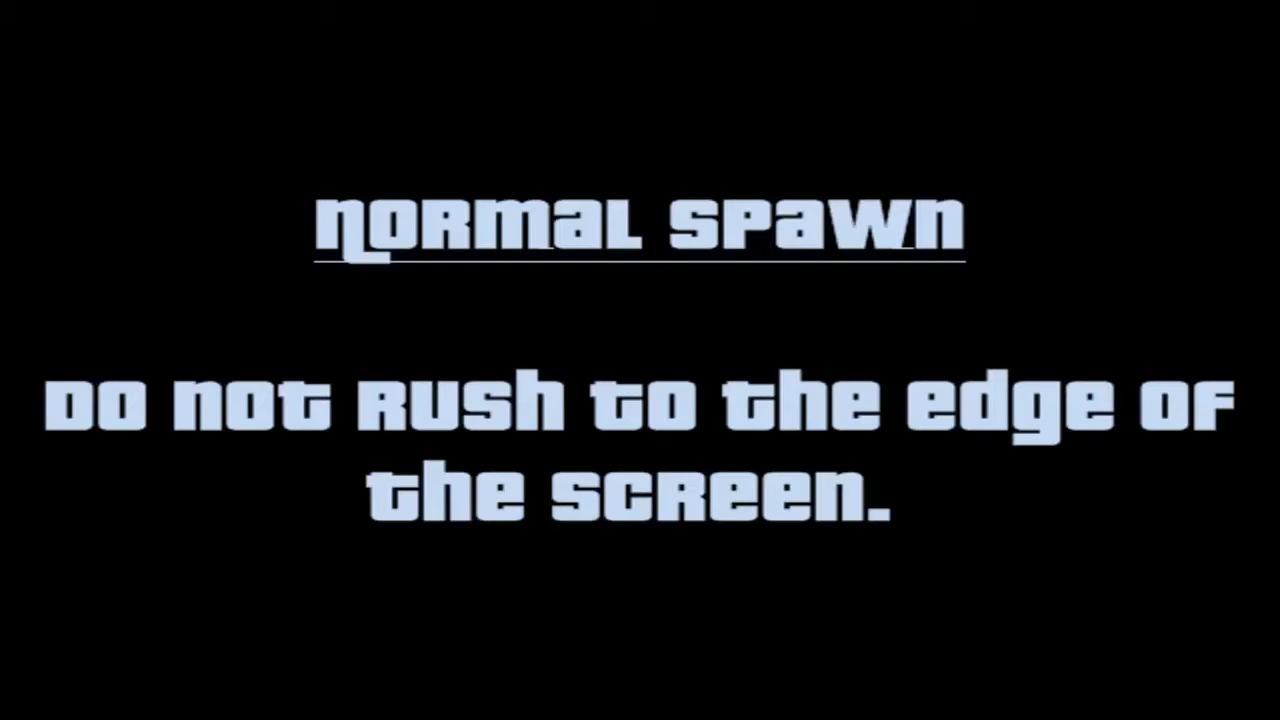 Normal Spawn
Do not Rush to the edge of
the screen.